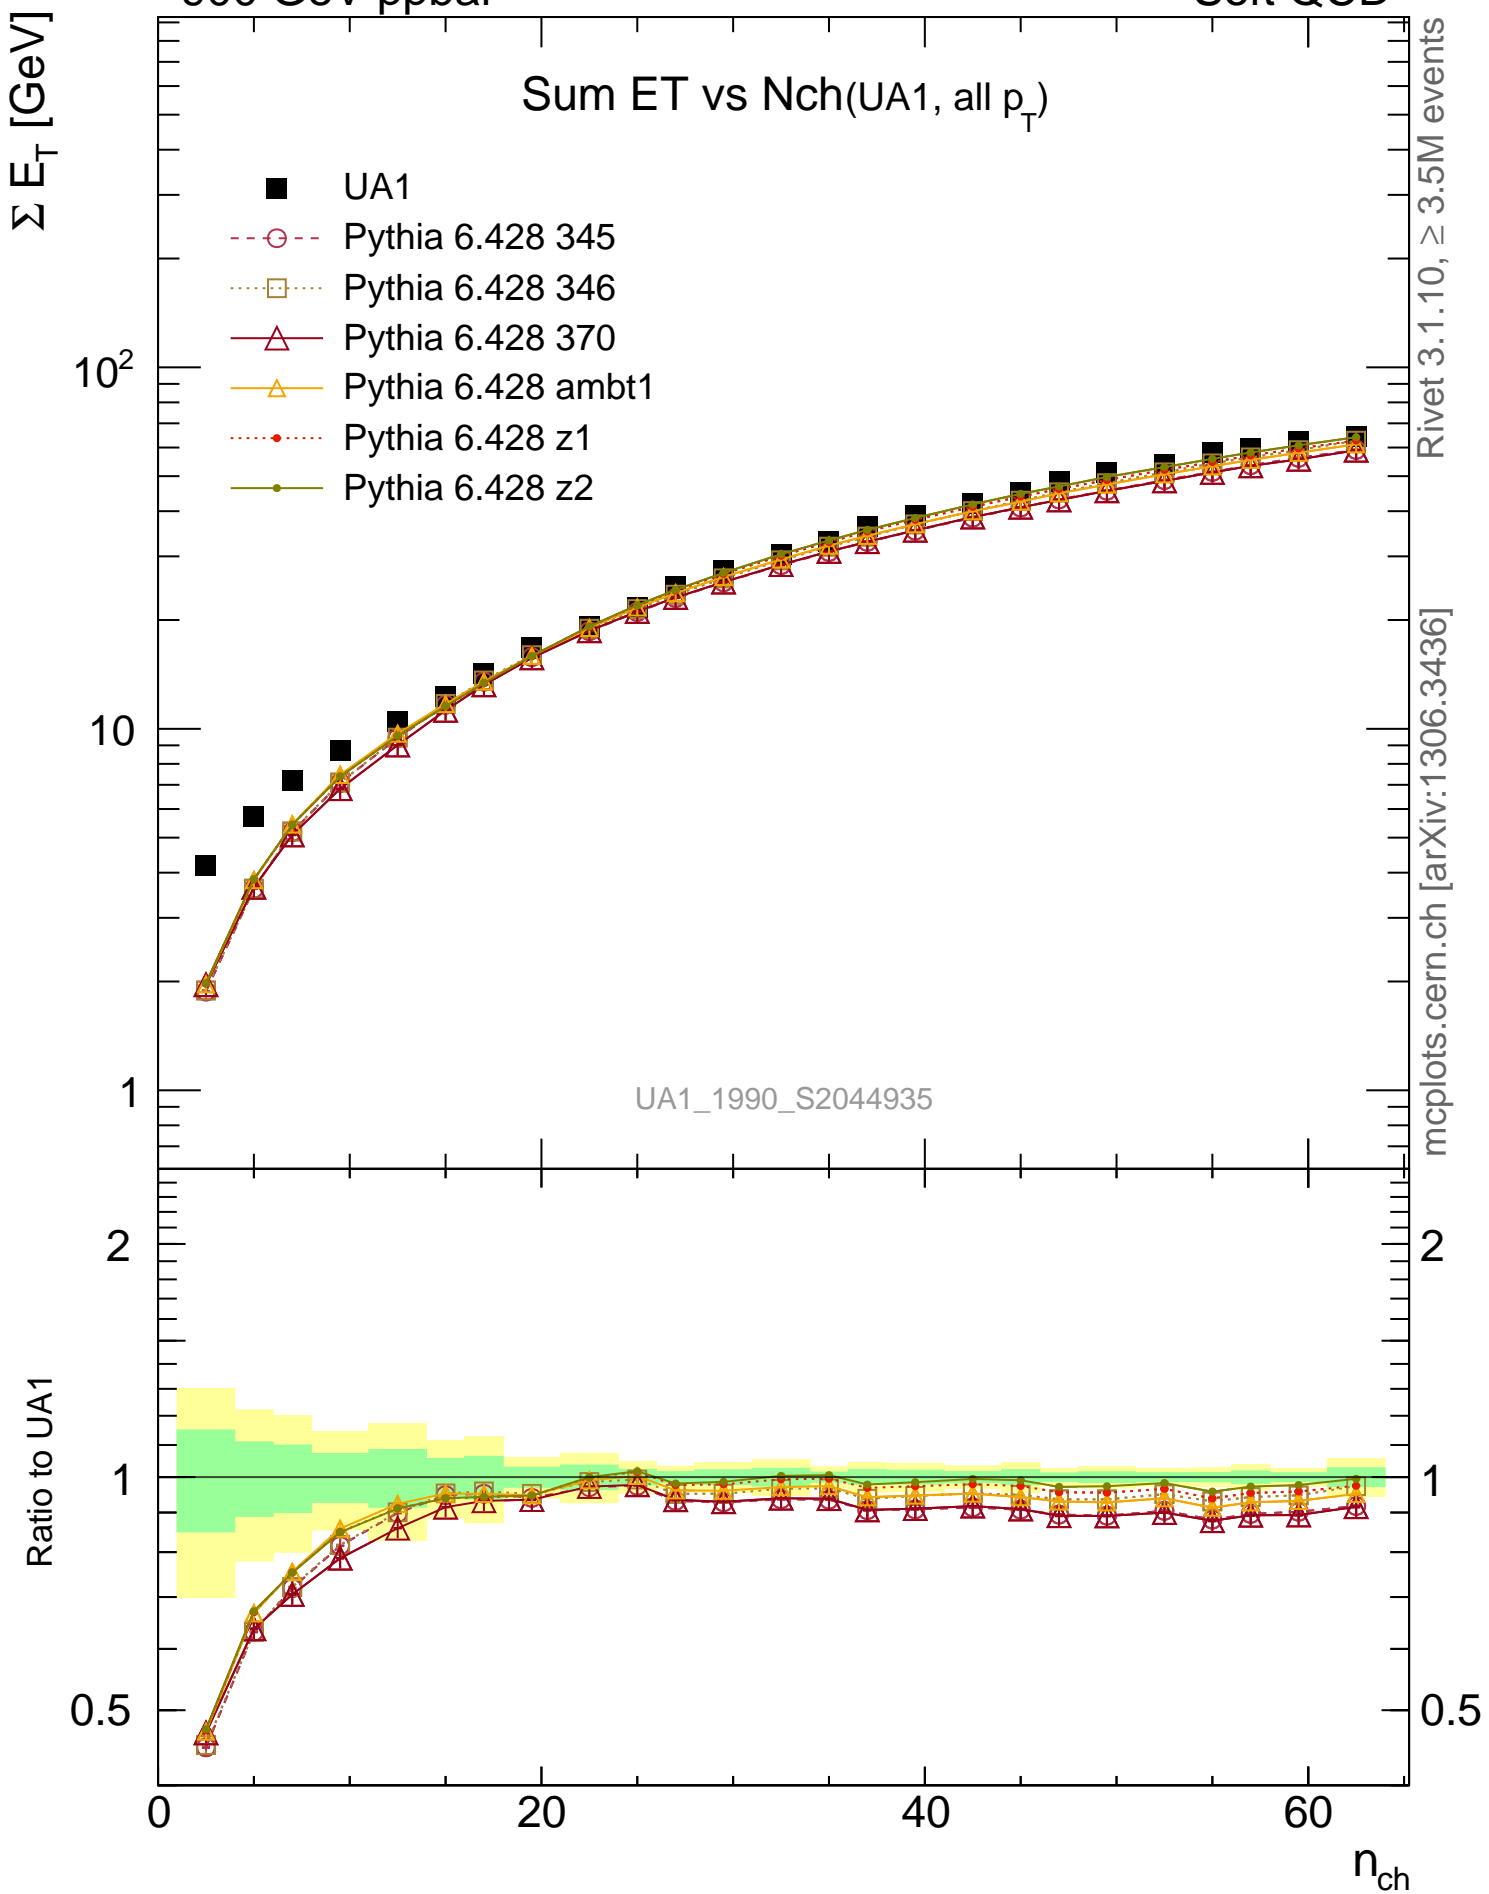 Σ E_T [GeV]
Sum ET vs Nch(UA1, all p_T)
UA1
Pythia 6.428 345
Pythia 6.428 346
Pythia 6.428 370
Pythia 6.428 ambt1
Pythia 6.428 z1
Pythia 6.428 z2
10²
10
1
UA1_1990_S2044935
Rivet 3.1.10, ≥ 3.5M events
mcplots.cern.ch [arXiv:1306.3436]
Ratio to UA1
2
1
0.5
2
1
0.5
0 20 40 60
n_ch